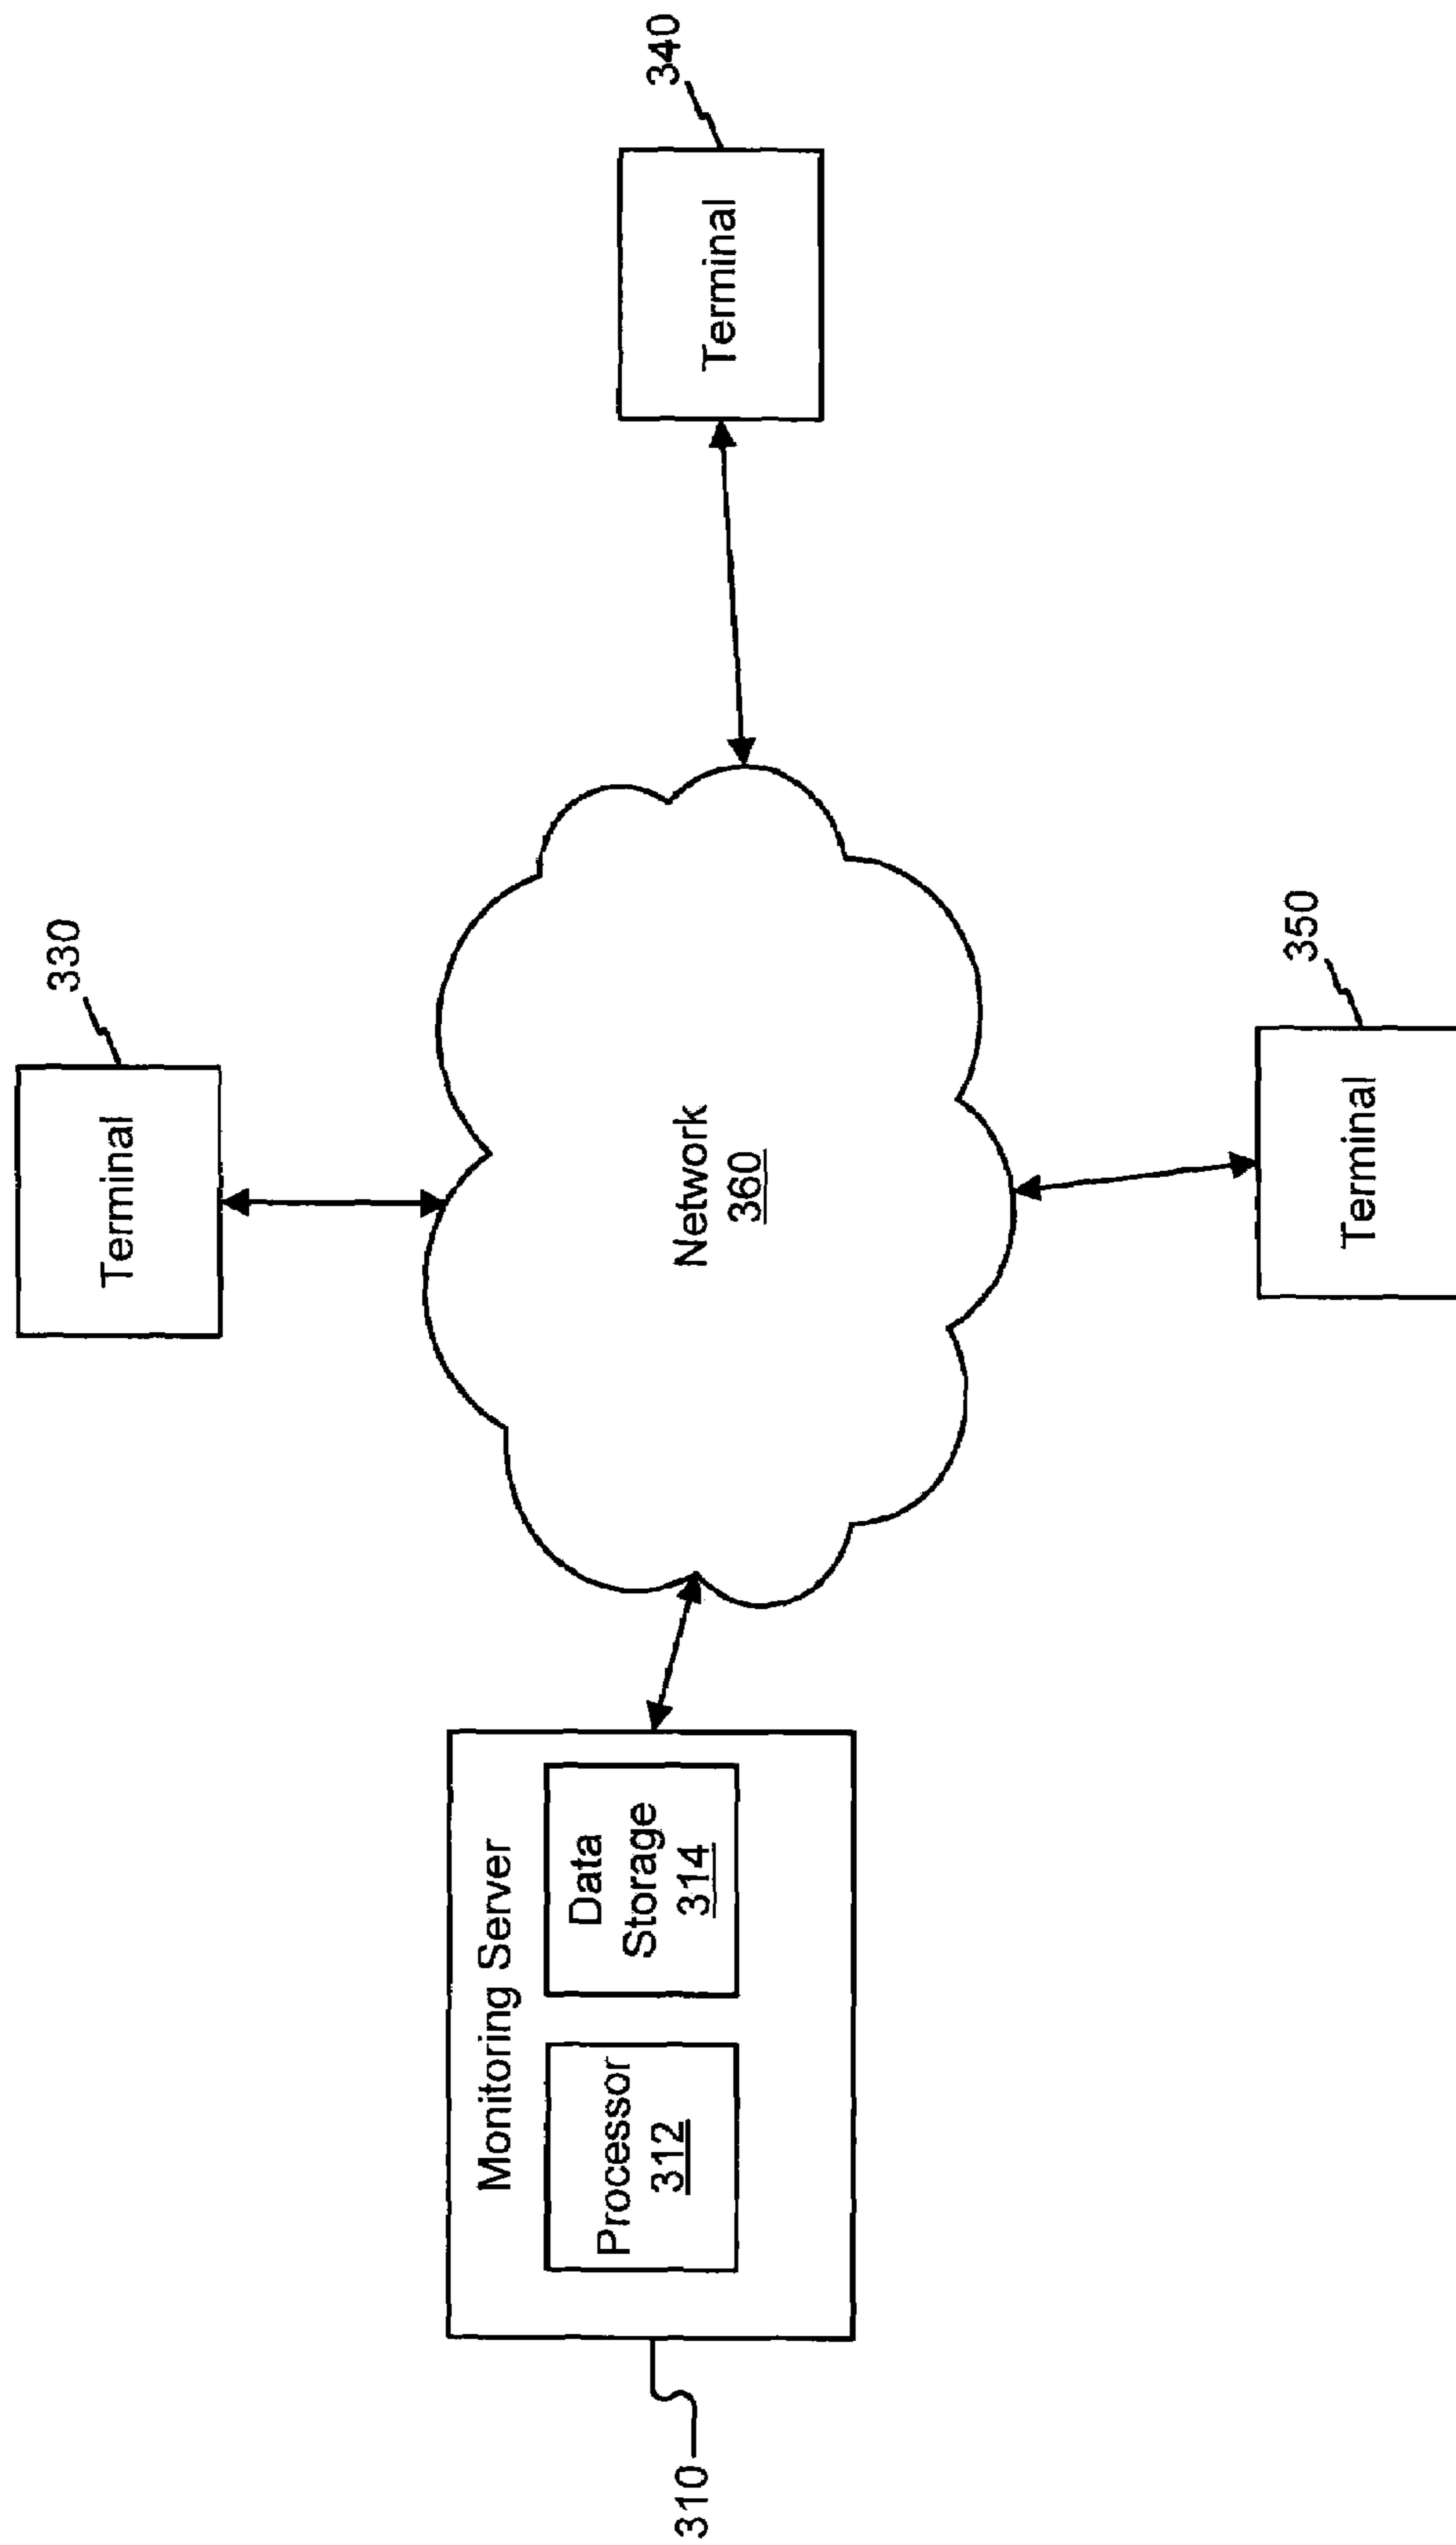 330
Terminal
340
Terminal
Network
360
Monitoring Server
Processor
312
Data
Storage
314
310
350
Terminal